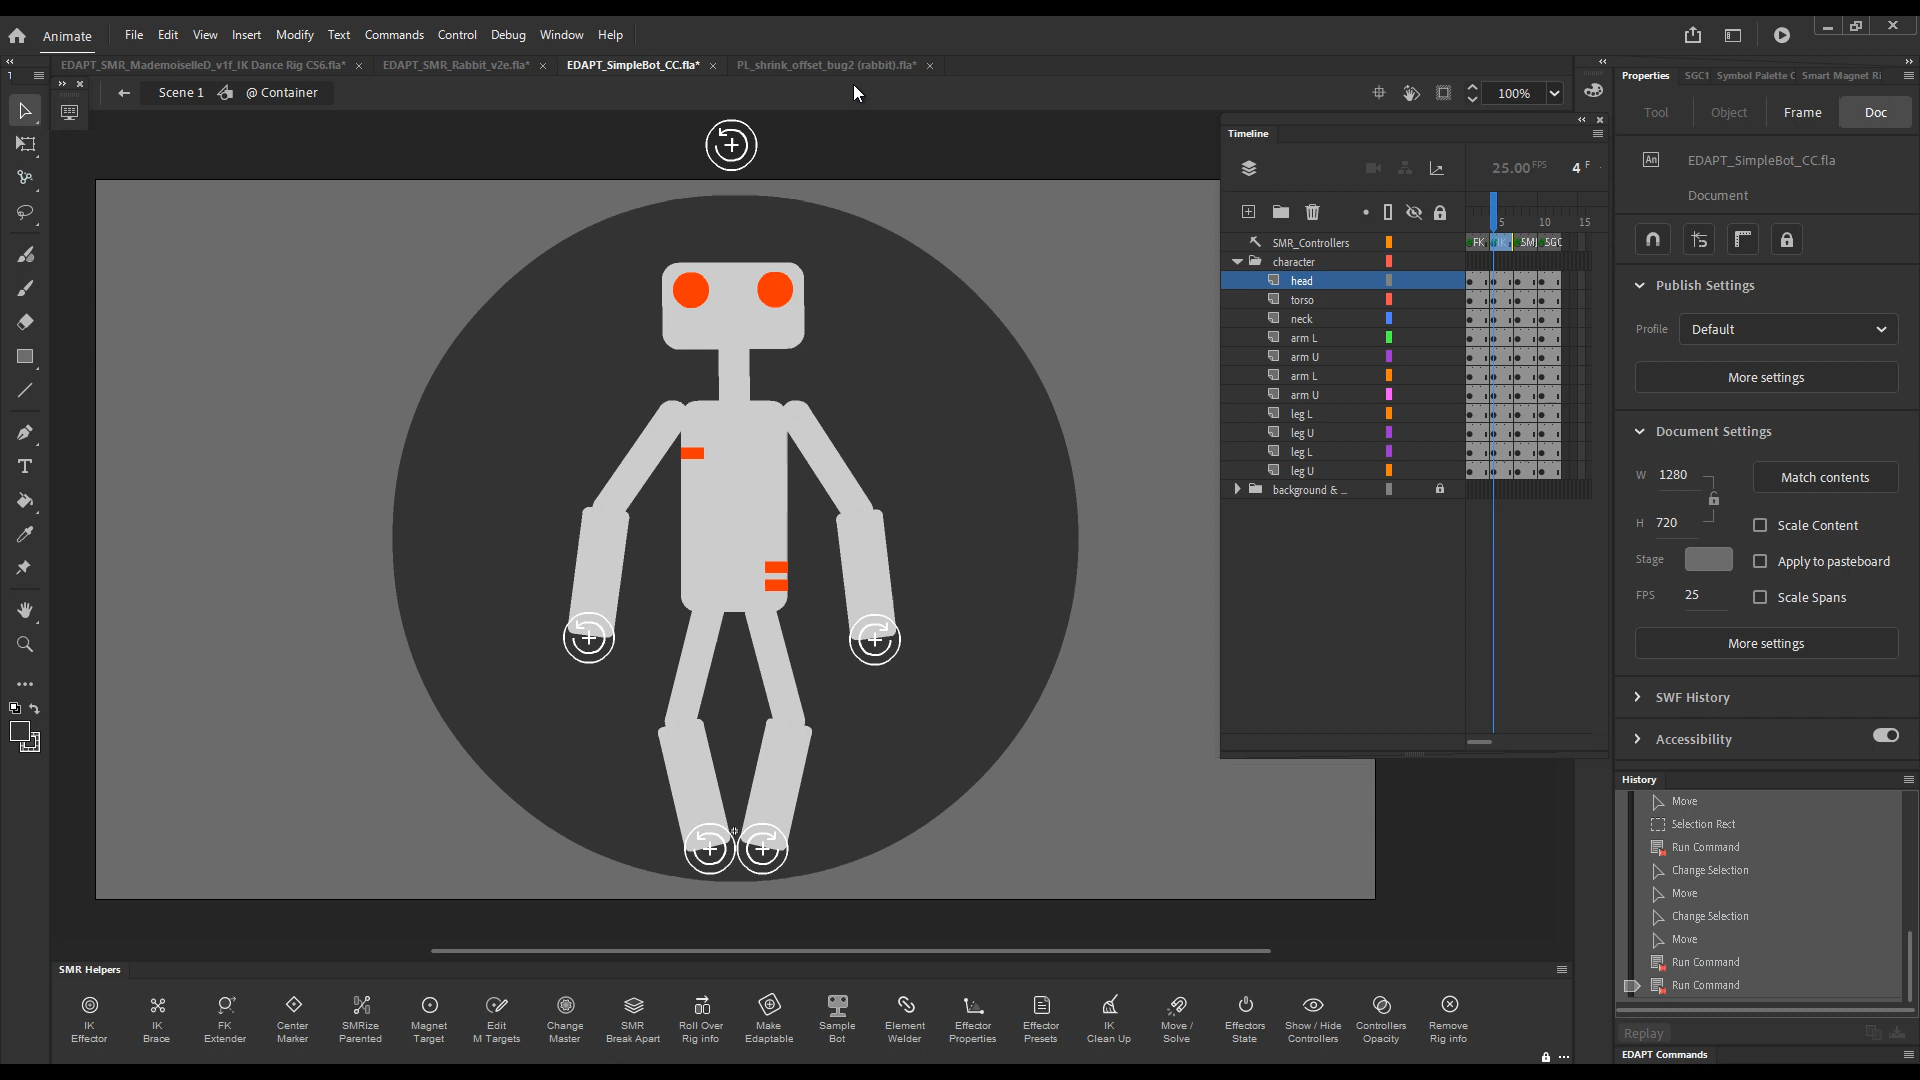 Animate File Edit View Insert Modify Text Commands Control Debug Window Help
EDAPT_SMR_MademoiselleD_v1f_IK Dance Rig CS6.fla* EDAPT_SMR_Rabbit_v2e.fla* EDAPT_SimpleBot_CC.fla* PL_shrink_offset_bug2 (rabbit).fla*
Scene 1 @ Container 100%
Timeline
25.00 FPS 4 F
5 10 15
SMR_Controllers FK IK SMJ SGC
character
head
torso
neck
arm L
arm U
arm L
arm U
leg L
leg U
leg L
leg U
background & ...
Properties SGC1 Symbol Palette C Smart Magnet Ri
Tool Object Frame Doc
An EDAPT_SimpleBot_CC.fla
Document
Publish Settings
Profile Default
More settings
Document Settings
W 1280 Match contents
H 720 Scale Content
Stage Apply to pasteboard
FPS 25 Scale Spans
More settings
SWF History
Accessibility
History
Move
Selection Rect
Run Command
Change Selection
Move
Change Selection
Move
Run Command
Run Command
Replay
EDAPT Commands
SMR Helpers
IK Effector
IK Brace
FK Extender
Center Marker
SMRize Parented
Magnet Target
Edit M Targets
Change Master
SMR Break Apart
Roll Over Rig info
Make Adaptable
Sample Bot
Element Welder
Effector Properties
Effector Presets
IK Clean Up
Move / Solve
Effectors State
Show / Hide Controllers
Controllers Opacity
Remove Rig info